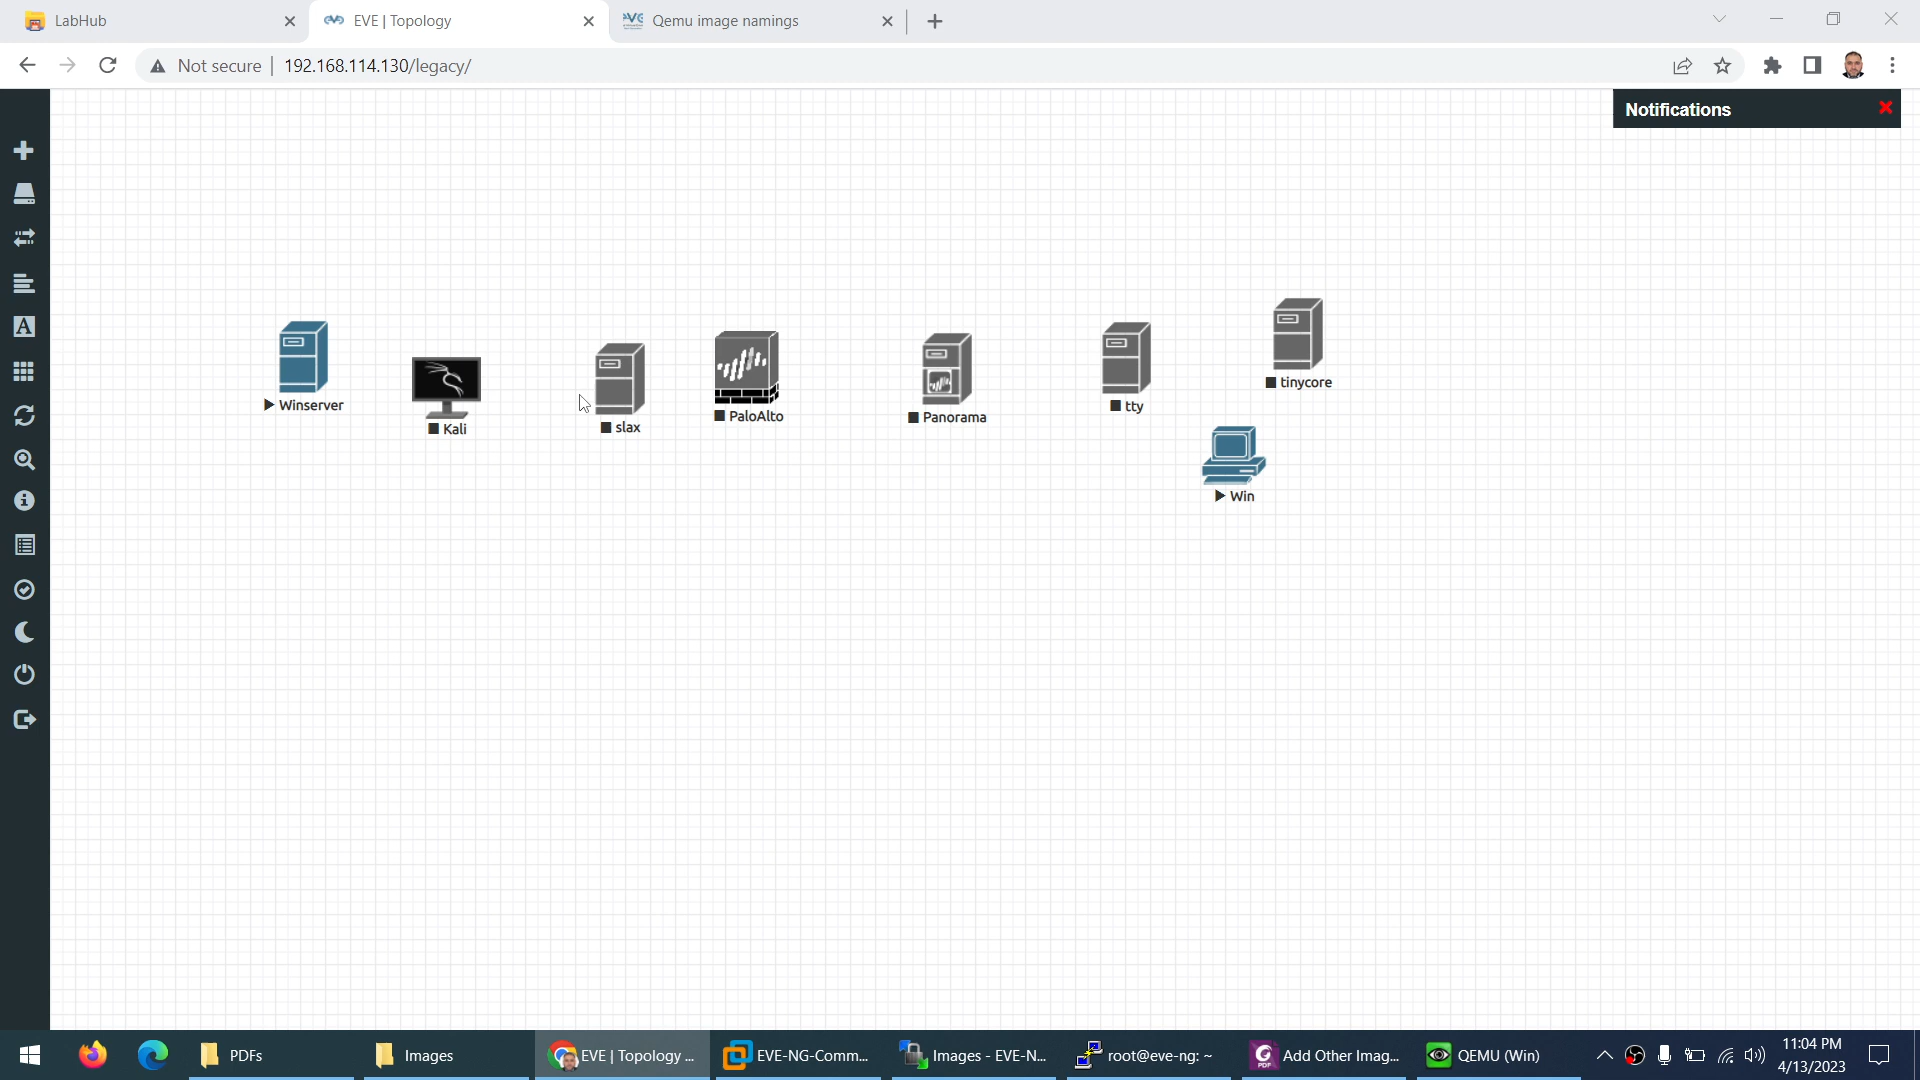 LabHub
EVE | Topology
Qemu image namings
Not secure
192.168.114.130/legacy/
Notifications
Winserver
Kali
slax
PaloAlto
Panorama
tty
tinycore
Win
PDFs
Images
EVE | Topology ...
EVE-NG-Comm...
Images - EVE-N...
root@eve-ng: ~
Add Other Imag...
QEMU (Win)
11:04 PM
4/13/2023